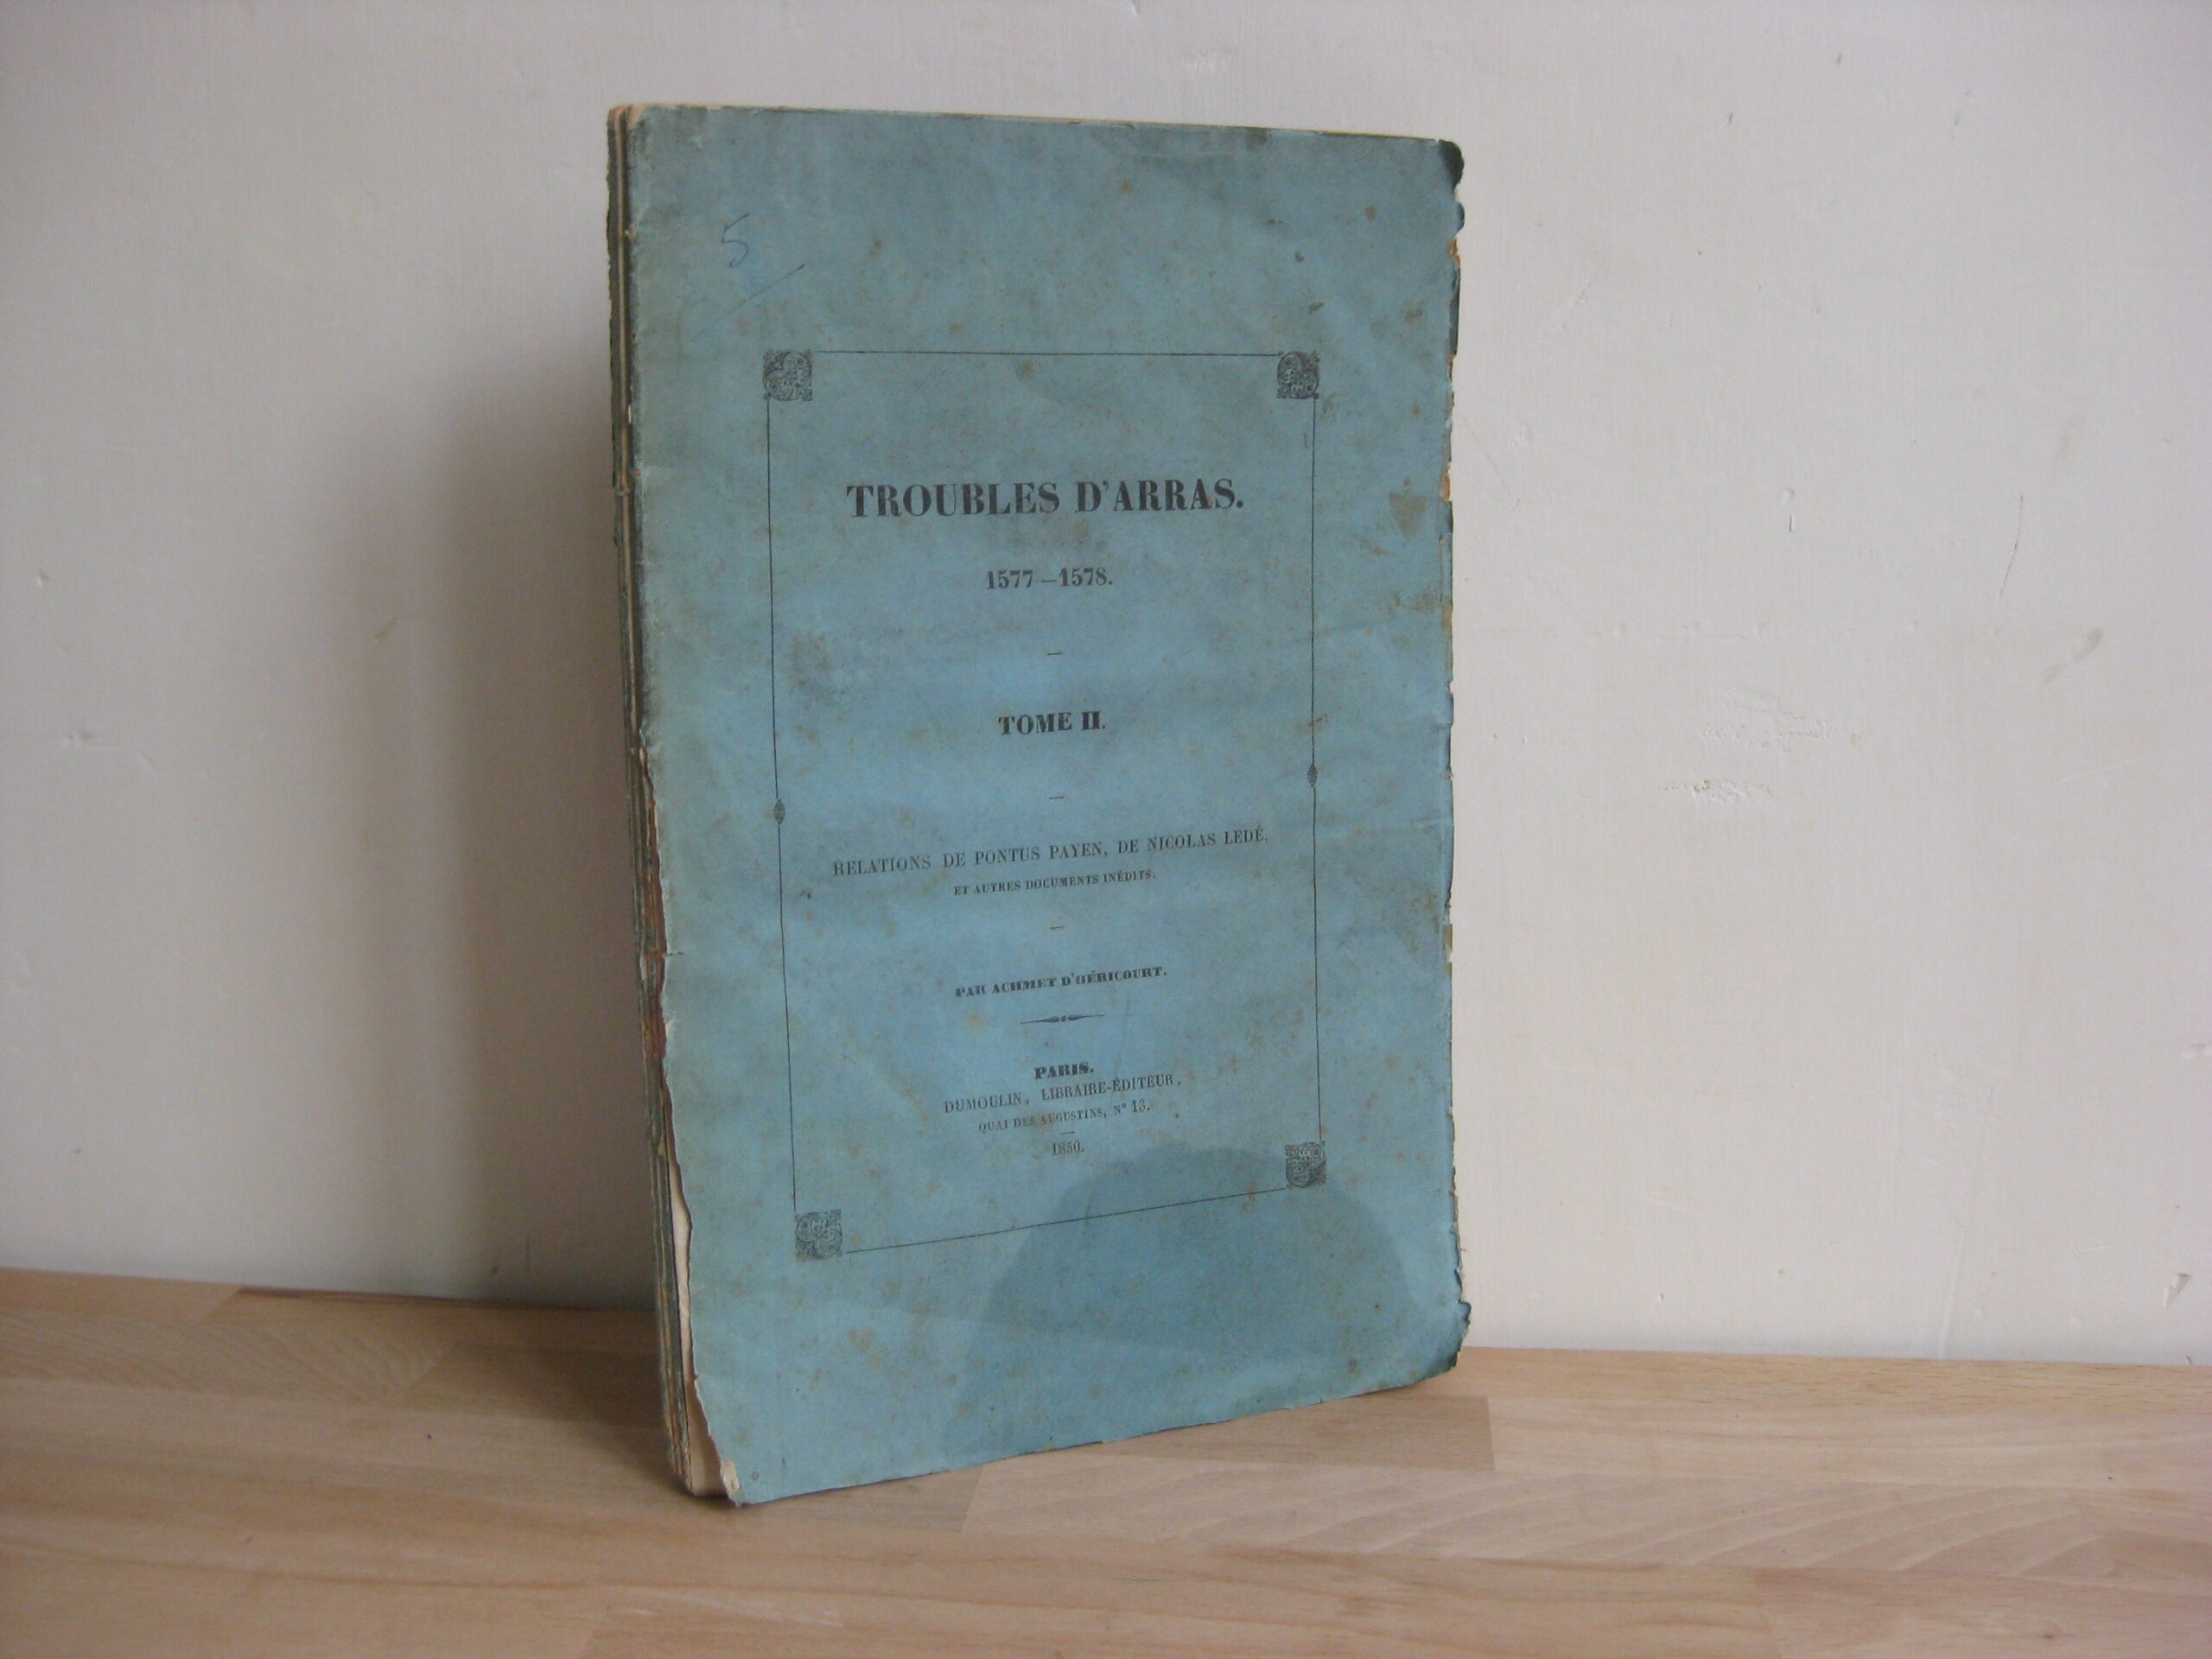 5
TROUBLES D'ARRAS.
1577–1578.
TOME II.
RELATIONS DE PONTUS PAYEN, DE NICOLAS LEDÉ,
ET AUTRES DOCUMENTS INÉDITS.
PAR ACHMET D'HÉRICOURT.
PARIS.
DUMOULIN, LIBRAIRE-ÉDITEUR,
QUAI DES AUGUSTINS, N° 13.
1850.